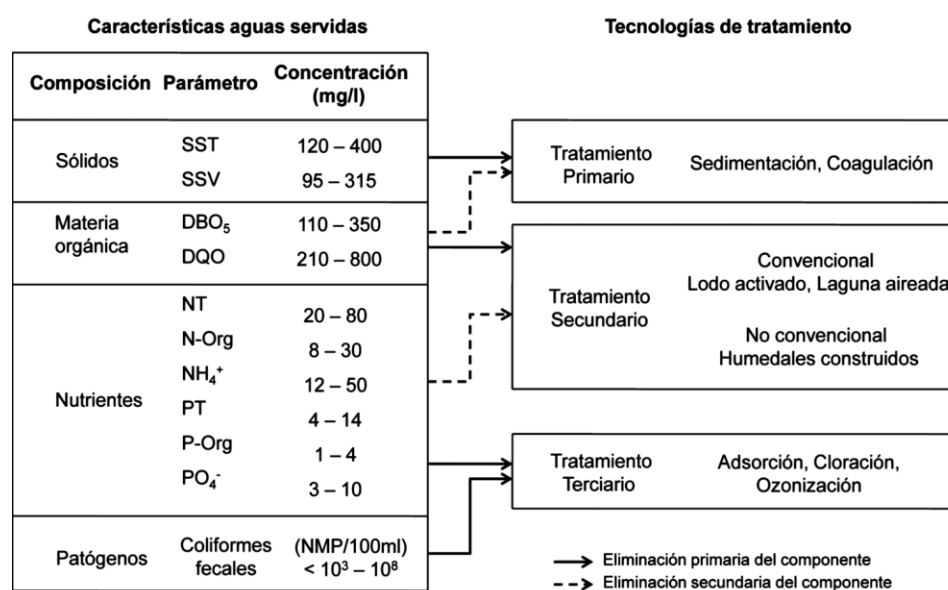 Características aguas servidas
Tecnologías de tratamiento
Composición Parámetro Concentración
(mg/l)
Sólidos
SST 120 – 400
SSV 95 – 315
Materia
orgánica
DBO₅ 110 – 350
DQO 210 – 800
Nutrientes
NT 20 – 80
N-Org 8 – 30
NH₄⁺ 12 – 50
PT 4 – 14
P-Org 1 – 4
PO₄⁻ 3 – 10
Patógenos
Coliformes
fecales
(NMP/100ml)
< 10³ – 10⁸
Tratamiento
Primario
Sedimentación, Coagulación
Tratamiento
Secundario
Convencional
Lodo activado, Laguna aireada
No convencional
Humedales construidos
Tratamiento
Terciario
Adsorción, Cloración,
Ozonización
Eliminación primaria del componente
Eliminación secundaria del componente